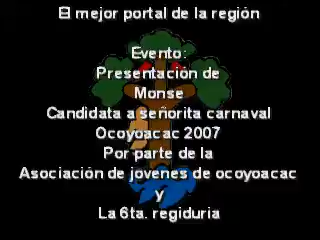 El mejor portal de la región
Evento:
Presentación de
Monse
Candidata a señorita carnaval
Ocoyoacac 2007
Por parte de la
Asociación de jovenes de ocoyoacac
y
La 6ta. regiduria